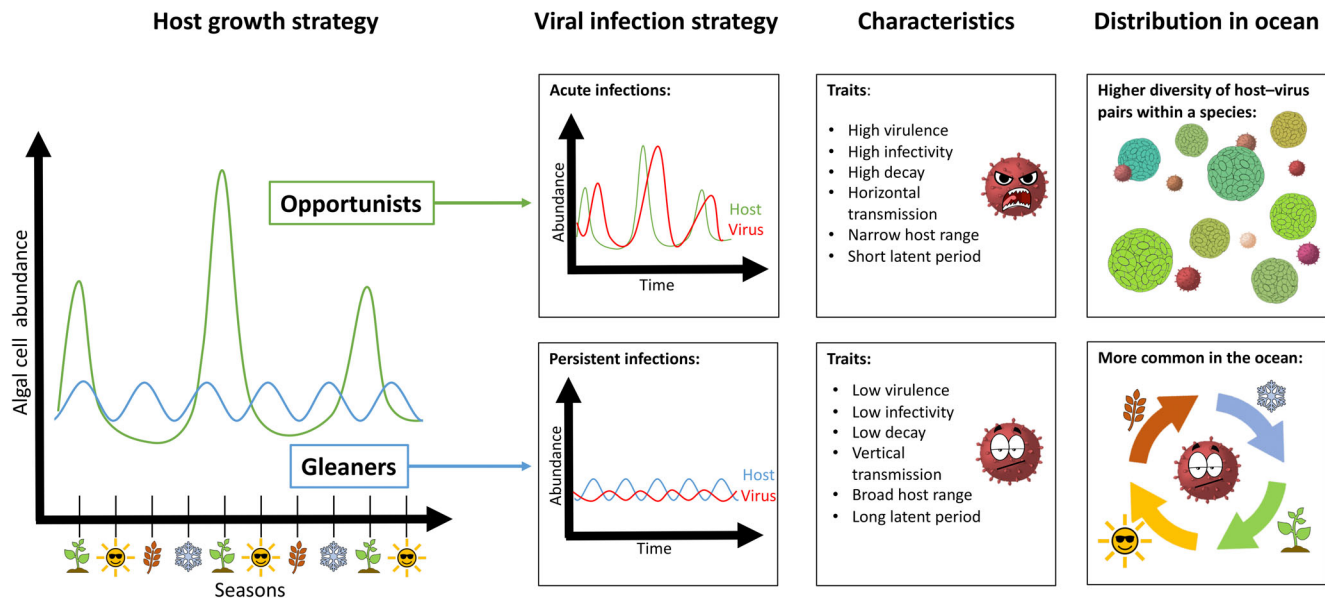 Host growth strategy
Viral infection strategy
Characteristics
Distribution in ocean
Algal cell abundance
Opportunists
Gleaners
Seasons
Acute infections:
Abundance
Host
Virus
Time
Traits:
• High virulence
• High infectivity
• High decay
• Horizontal
transmission
• Narrow host range
• Short latent period
Higher diversity of host–virus
pairs within a species:
Persistent infections:
Abundance
Host
Virus
Time
Traits:
• Low virulence
• Low infectivity
• Low decay
• Vertical
transmission
• Broad host range
• Long latent period
More common in the ocean: